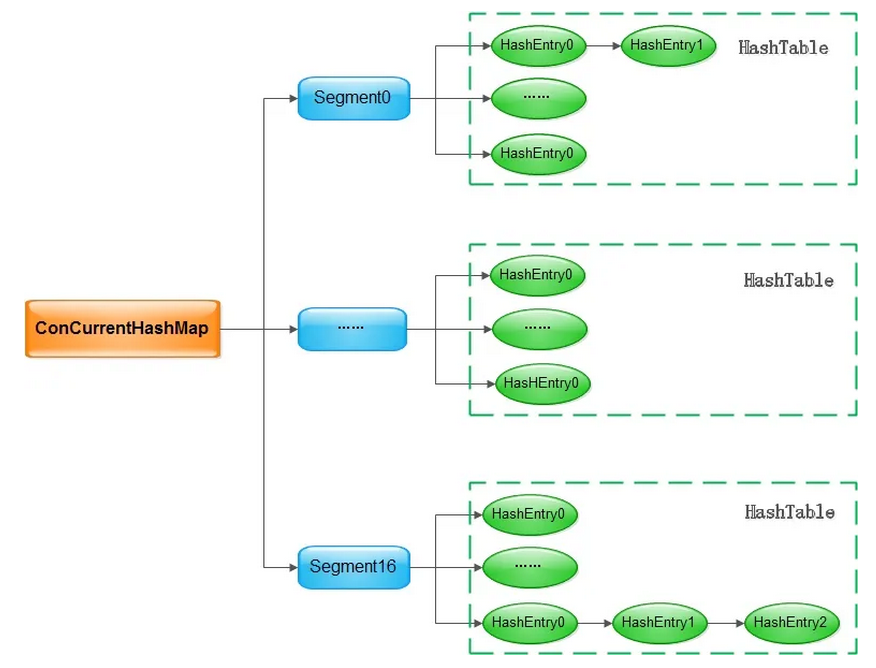 HashEntry0
HashEntry1
HashTable
Segment0
......
HashEntry0
HashEntry0
HashTable
ConCurrentHashMap
......
......
HasHEntry0
HashEntry0
HashTable
Segment16
......
HashEntry0
HashEntry1
HashEntry2